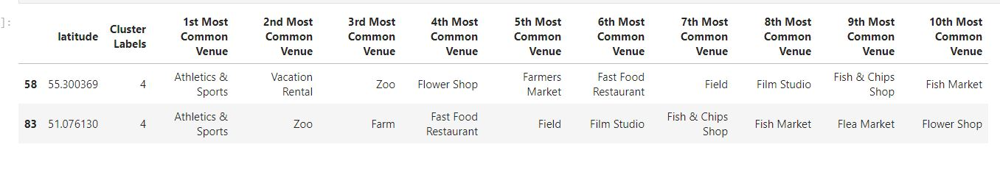 ]:
latitude Cluster Labels 1st Most Common Venue 2nd Most Common Venue 3rd Most Common Venue 4th Most Common Venue 5th Most Common Venue 6th Most Common Venue 7th Most Common Venue 8th Most Common Venue 9th Most Common Venue 10th Most Common Venue
58 55.300369 4 Athletics & Sports Vacation Rental Zoo Flower Shop Farmers Market Fast Food Restaurant Field Film Studio Fish & Chips Shop Fish Market
83 51.076130 4 Athletics & Sports Zoo Farm Fast Food Restaurant Field Film Studio Fish & Chips Shop Fish Market Flea Market Flower Shop